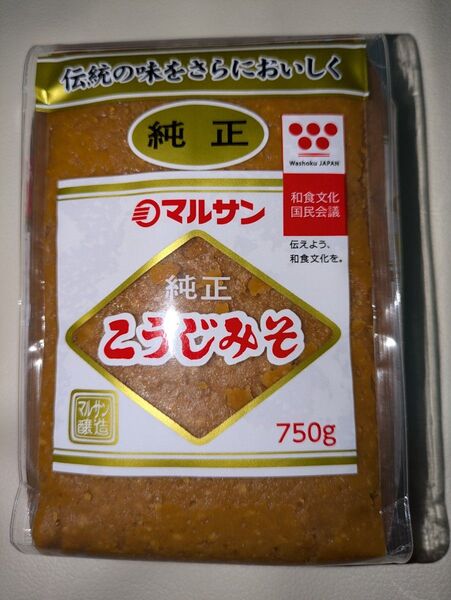 伝統の味をさらにおいしく
純正
Washoku JAPAN
和食文化
国民会議
伝えよう、
和食文化を。
マルサン
純正
こうじみそ
マルサン
醸造
750g